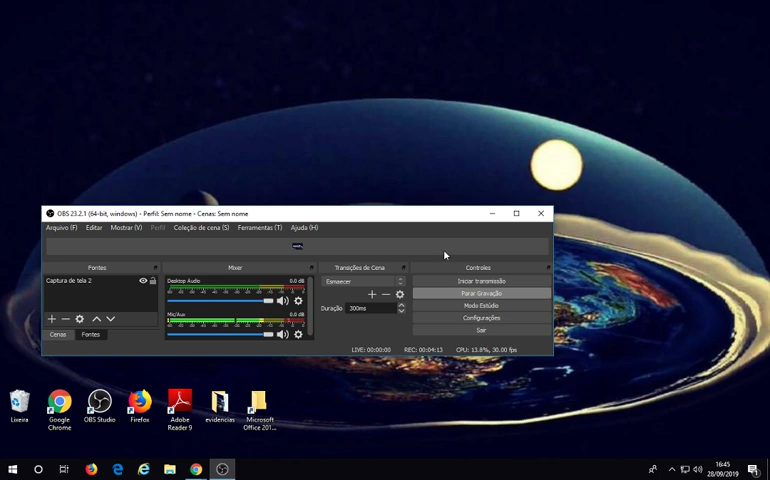 OBS 23.2.1 (64-bit, windows) - Perfil: Sem nome - Cenas: Sem nome
Arquivo (F) Editar Mostrar (V) Perfil Coleção de cena (S) Ferramentas (T) Ajuda (H)
Fontes Mixer Transições de Cena Controles
Captura de tela 2
Desktop Audio 0.0 dB
Mic/Aux 0.0 dB
Esmaecer
Duração 300ms
Iniciar transmissão
Parar Gravação
Modo Estúdio
Configurações
Sair
Cenas Fontes
LIVE: 00:00:00 REC: 00:04:13 CPU: 13.8%, 30.00 fps
Lixeira
Google Chrome
OBS Studio
Firefox
Adobe Reader 9
evidencias
Microsoft Office 201...
16:45
28/09/2019